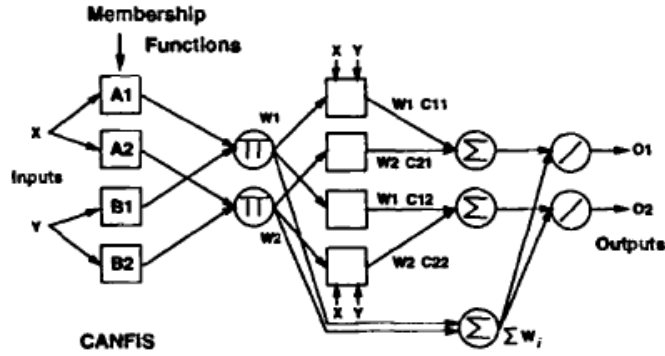 Membership
Functions
X Y
A1
W1
W1 C11
X
A2
Π
Σ
O1
W2 C21
Inputs
B1
W1 C12
Y
Π
Σ
O2
W2
Outputs
B2
W2 C22
X Y
Σ
Σ Wi
CANFIS